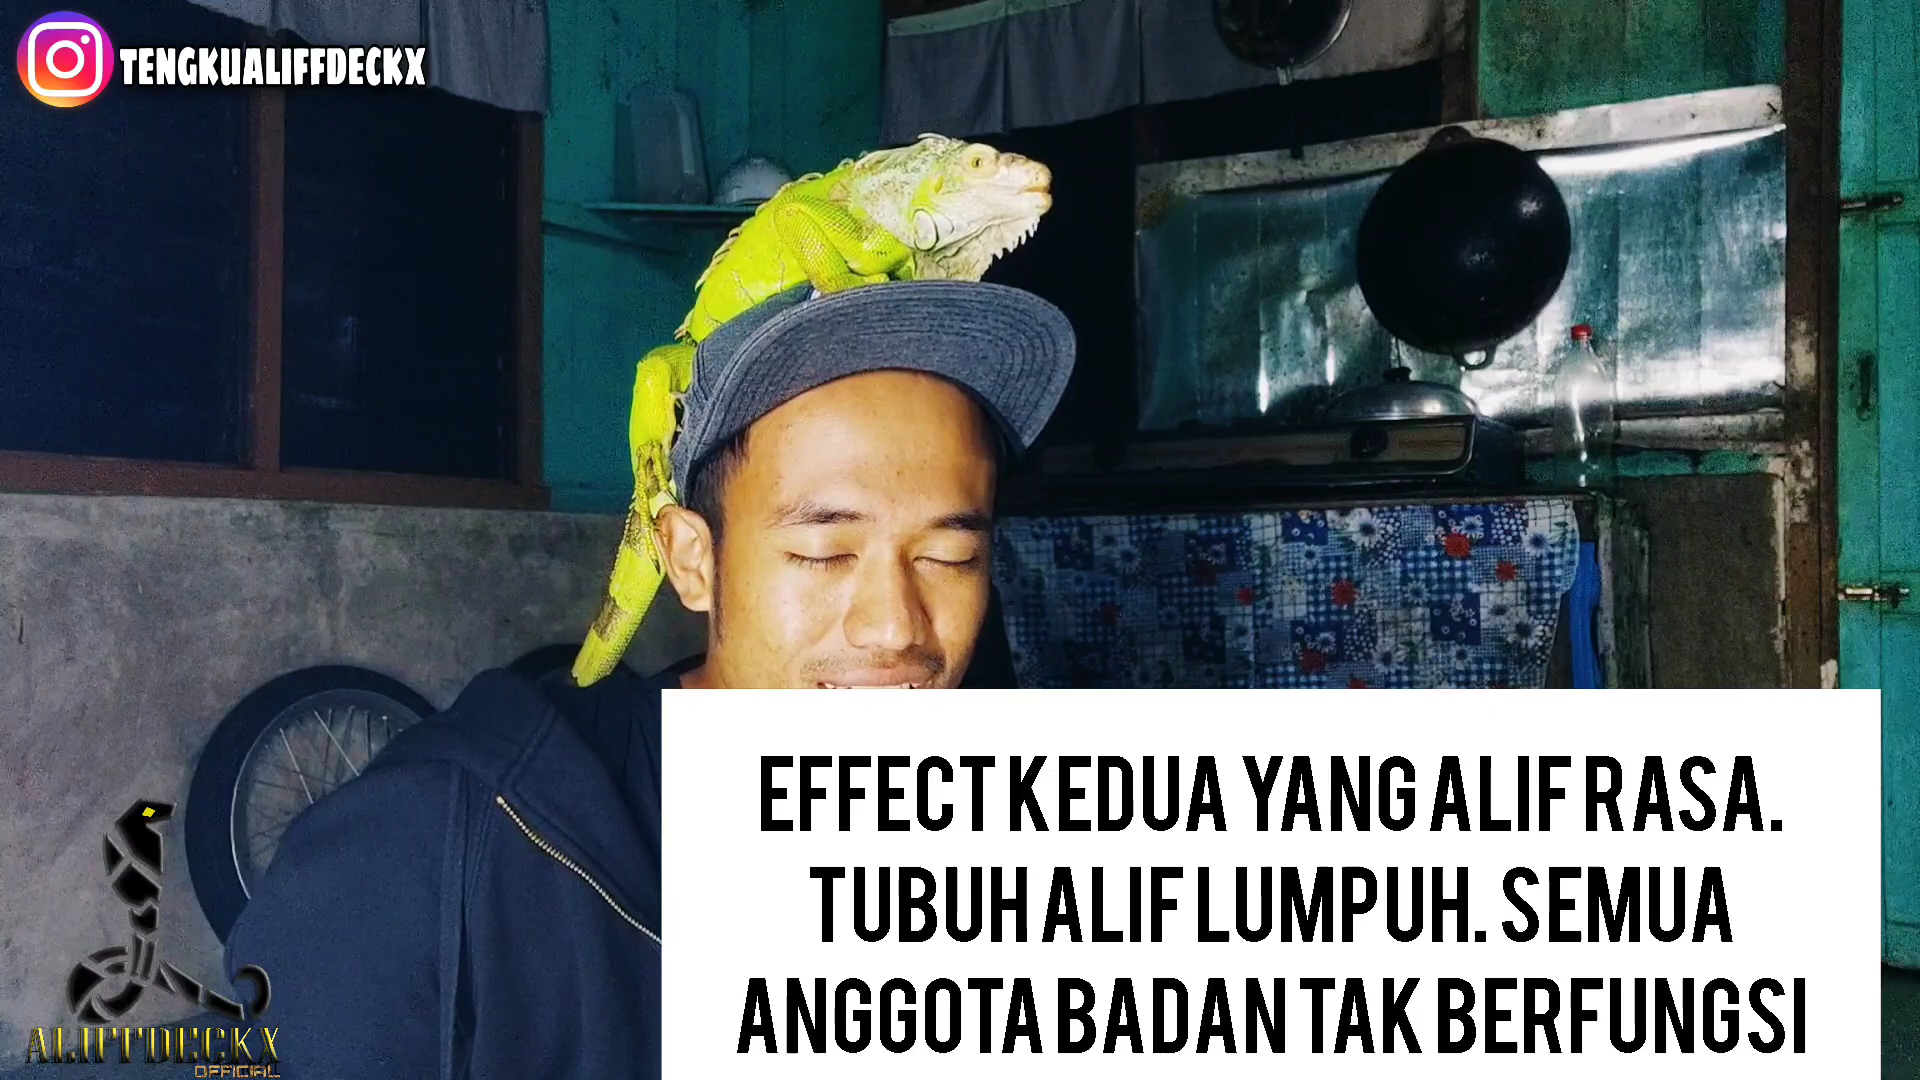 TENGKUALIFFDECKX
EFFECT KEDUA YANG ALIF RASA.
TUBUH ALIF LUMPUH. SEMUA
ANGGOTA BADAN TAK BERFUNGSI
ALIFFDECKX
OFFICIAL